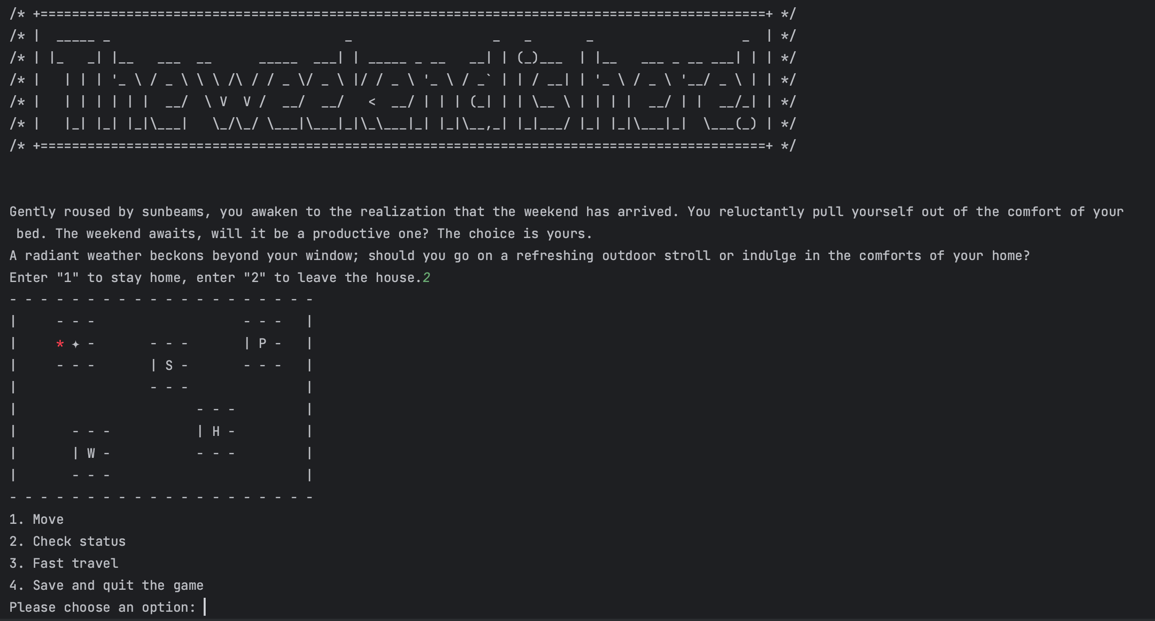 /* +=============================================================================================+ */
/* |  _____ _                              _                  _   _       _                   _  | */
/* | |_   _| |__   ___  __      _____  ___| | _____ _ __   __| | (_)___  | |__   ___ _ __ ___| | | */
/* |   | | | '_ \ / _ \ \ \ /\ / / _ \/ _ \ |/ / _ \ '_ \ / _` | | / __| | '_ \ / _ \ '__/ _ \ | | */
/* |   | | | | | |  __/  \ V  V /  __/  __/   <  __/ | | | (_| | | \__ \ | | | |  __/ | |  __/_| | */
/* |   |_| |_| |_|\___|   \_/\_/ \___|\___|_|\_\___|_| |_|\__,_| |_|___/ |_| |_|\___|_|  \___(_) | */
/* +=============================================================================================+ */
Gently roused by sunbeams, you awaken to the realization that the weekend has arrived. You reluctantly pull yourself out of the comfort of your
bed. The weekend awaits, will it be a productive one? The choice is yours.
A radiant weather beckons beyond your window; should you go on a refreshing outdoor stroll or indulge in the comforts of your home?
Enter "1" to stay home, enter "2" to leave the house.2
- - - - - - - - - - - - - - - - - - - -
|     - - -                   - - -   |
|     * ✦ -       - - -       | P -   |
|     - - -       | S -       - - -   |
|                 - - -               |
|                       - - -         |
|       - - -           | H -         |
|       | W -           - - -         |
|       - - -                         |
- - - - - - - - - - - - - - - - - - - -
1. Move
2. Check status
3. Fast travel
4. Save and quit the game
Please choose an option: